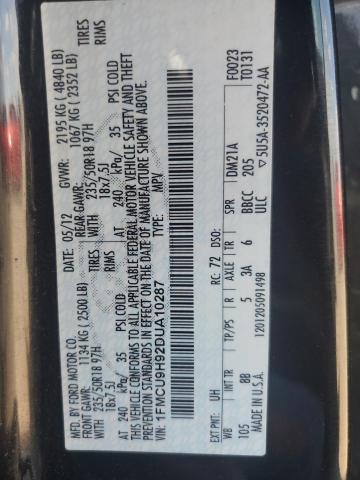 MFD. BY FORD MOTOR CO.
DATE: 05/12 GVWR: 2195 KG ( 4840 LB)
FRONT GAWR: 1134 KG ( 2500 LB) REAR GAWR: 1067 KG ( 2352 LB)
WITH 235/50R18 97H TIRES WITH 235/50R18 97H TIRES
18x7.5J RIMS 18x7.5J RIMS
AT 240 kPa/ 35 PSI COLD AT 240 kPa/ 35 PSI COLD
THIS VEHICLE CONFORMS TO ALL APPLICABLE FEDERAL MOTOR VEHICLE SAFETY AND THEFT
PREVENTION STANDARDS IN EFFECT ON THE DATE OF MANUFACTURE SHOWN ABOVE.
VIN: 1FMCU9H92DUA10287
TYPE: MPV
F0023
T0131
EXT PNT: UH RC: 72 DSO: DM21A
WB INT TR TP/PS R AXLE TR SPR
105 8B 5 3A 6 BBCC 205
MADE IN U.S.A. ULC ▽5U5A-3520472-AA
1201205091498